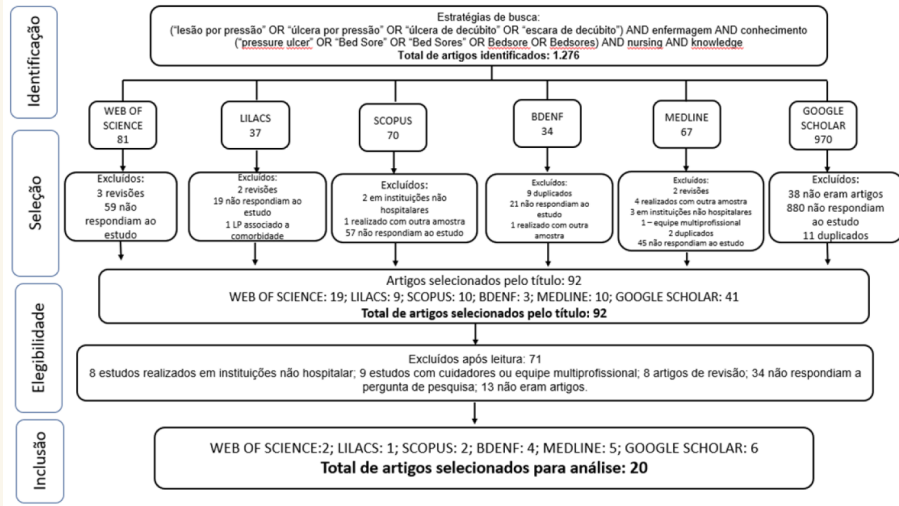 Identificação
Estratégias de busca:
("lesão por pressão" OR "úlcera por pressão" OR "úlcera de decúbito" OR "escara de decúbito") AND enfermagem AND conhecimento
("pressure ulcer" OR "Bed Sore" OR "Bed Sores" OR Bedsore OR Bedsores) AND nursing AND knowledge
Total de artigos identificados: 1.276
WEB OF
SCIENCE
81
LILACS
37
SCOPUS
70
BDENF
34
MEDLINE
67
GOOGLE
SCHOLAR
970
Seleção
Excluídos:
3 revisões
59 não
respondiam ao
estudo
Excluídos:
2 revisões
19 não respondiam ao
estudo
1 LP associado a
comorbidade
Excluídos:
2 em instituições não
hospitalares
1 realizado com outra amostra
57 não respondiam ao estudo
Excluídos:
9 duplicados
21 não respondiam ao
estudo
1 realizado com outra
amostra
Excluídos:
2 revisões
4 realizados com outra amostra
3 em instituições não hospitalares
1 – equipe multiprofissional
2 duplicados
45 não respondiam ao estudo
Excluídos:
38 não eram artigos
880 não respondiam
ao estudo
11 duplicados
Elegibilidade
Artigos selecionados pelo título: 92
WEB OF SCIENCE: 19; LILACS: 9; SCOPUS: 10; BDENF: 3; MEDLINE: 10; GOOGLE SCHOLAR: 41
Total de artigos selecionados pelo título: 92
Excluídos após leitura: 71
8 estudos realizados em instituições não hospitalar; 9 estudos com cuidadores ou equipe multiprofissional; 8 artigos de revisão; 34 não respondiam a
pergunta de pesquisa; 13 não eram artigos.
Inclusão
WEB OF SCIENCE:2; LILACS: 1; SCOPUS: 2; BDENF: 4; MEDLINE: 5; GOOGLE SCHOLAR: 6
Total de artigos selecionados para análise: 20